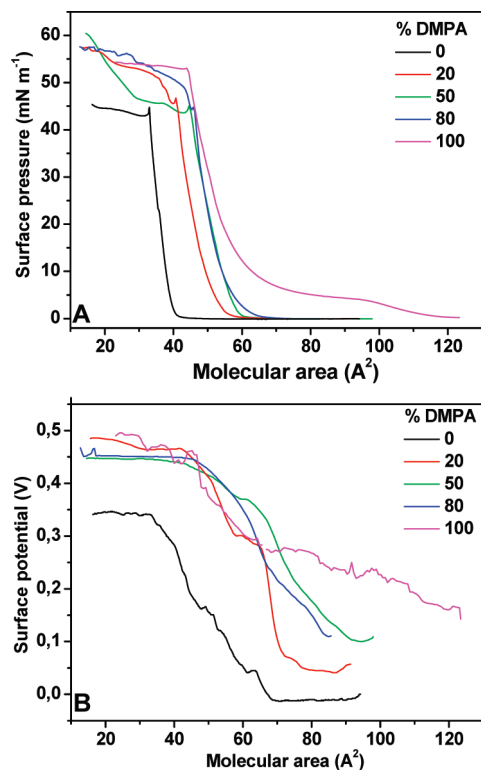 % DMPA
0
20
50
80
100
60
50
40
30
20
10
0
Surface pressure (mN m⁻¹)
A
20 40 60 80 100 120
Molecular area (A²)
% DMPA
0
20
50
80
100
0,5
0,4
0,3
0,2
0,1
0,0
Surface potential (V)
B
20 40 60 80 100 120
Molecular area (A²)